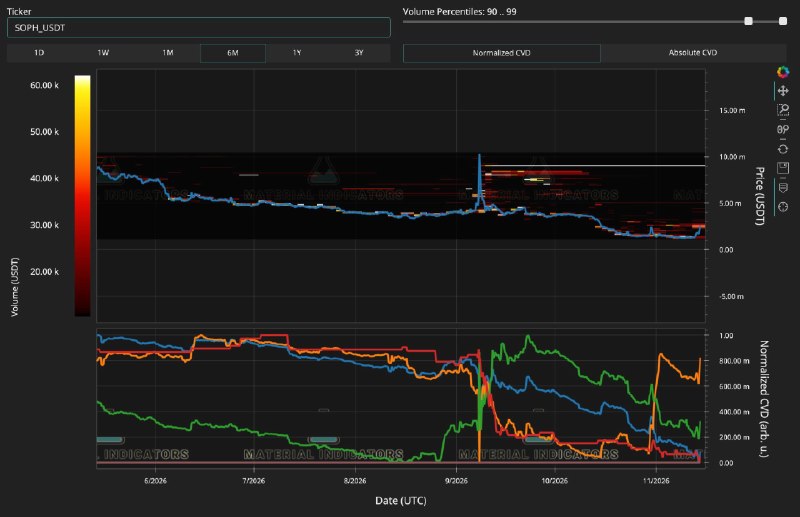 Ticker
SOPH_USDT
Volume Percentiles: 90 .. 99
1D
1W
1M
6M
1Y
3Y
Normalized CVD
Absolute CVD
60.00 k
50.00 k
40.00 k
30.00 k
20.00 k
Volume (USDT)
15.00 m
10.00 m
5.00 m
0.00
-5.00 m
Price (USDT)
INDICATORS
MATERIAL INDICATORS
MATERIAL INDICATORS
MA
1.00
800.00 m
600.00 m
400.00 m
200.00 m
0.00
Normalized CVD (arb. u.)
L INDICATORS
MATERIAL INDICATORS
MATERIAL INDICATORS
MAT
6/2026
7/2026
8/2026
9/2026
10/2026
11/2026
Date (UTC)